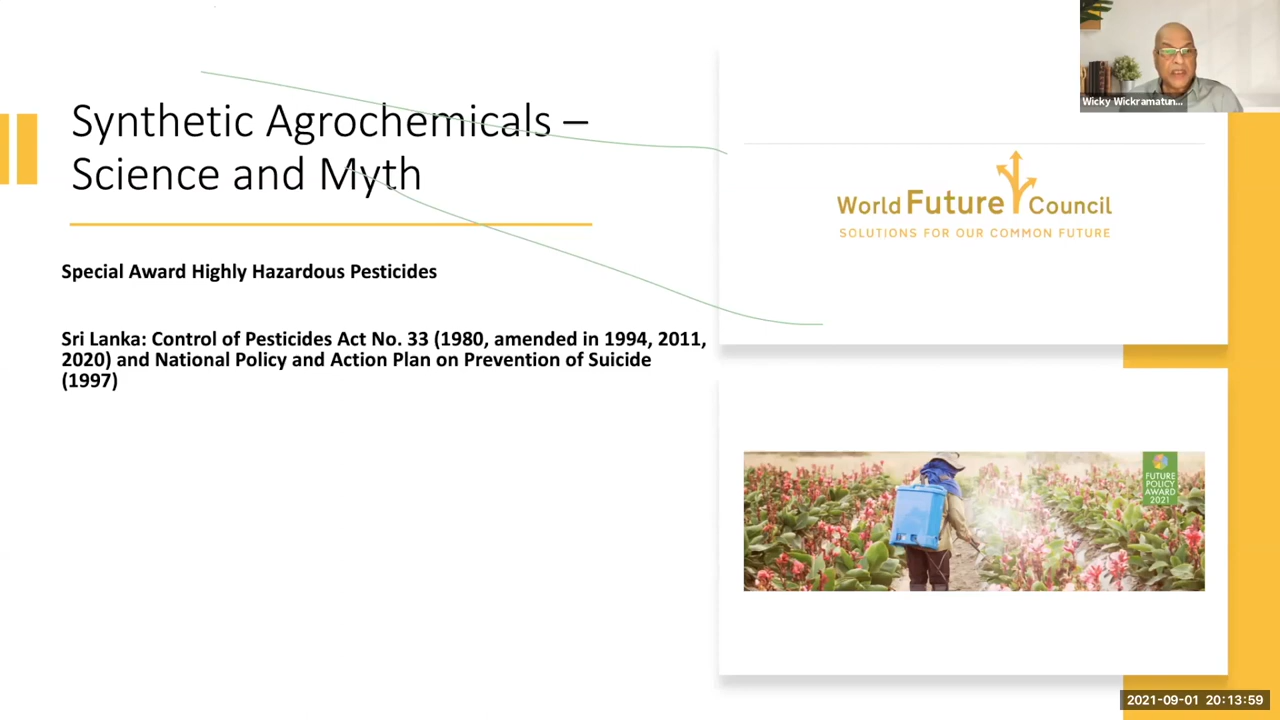 Synthetic Agrochemicals –
Science and Myth
Special Award Highly Hazardous Pesticides
Sri Lanka: Control of Pesticides Act No. 33 (1980, amended in 1994, 2011,
2020) and National Policy and Action Plan on Prevention of Suicide
(1997)
Wicky Wickramatun...
World Future Council
SOLUTIONS FOR OUR COMMON FUTURE
FUTURE
POLICY
AWARD
2021
2021-09-01 20:13:59